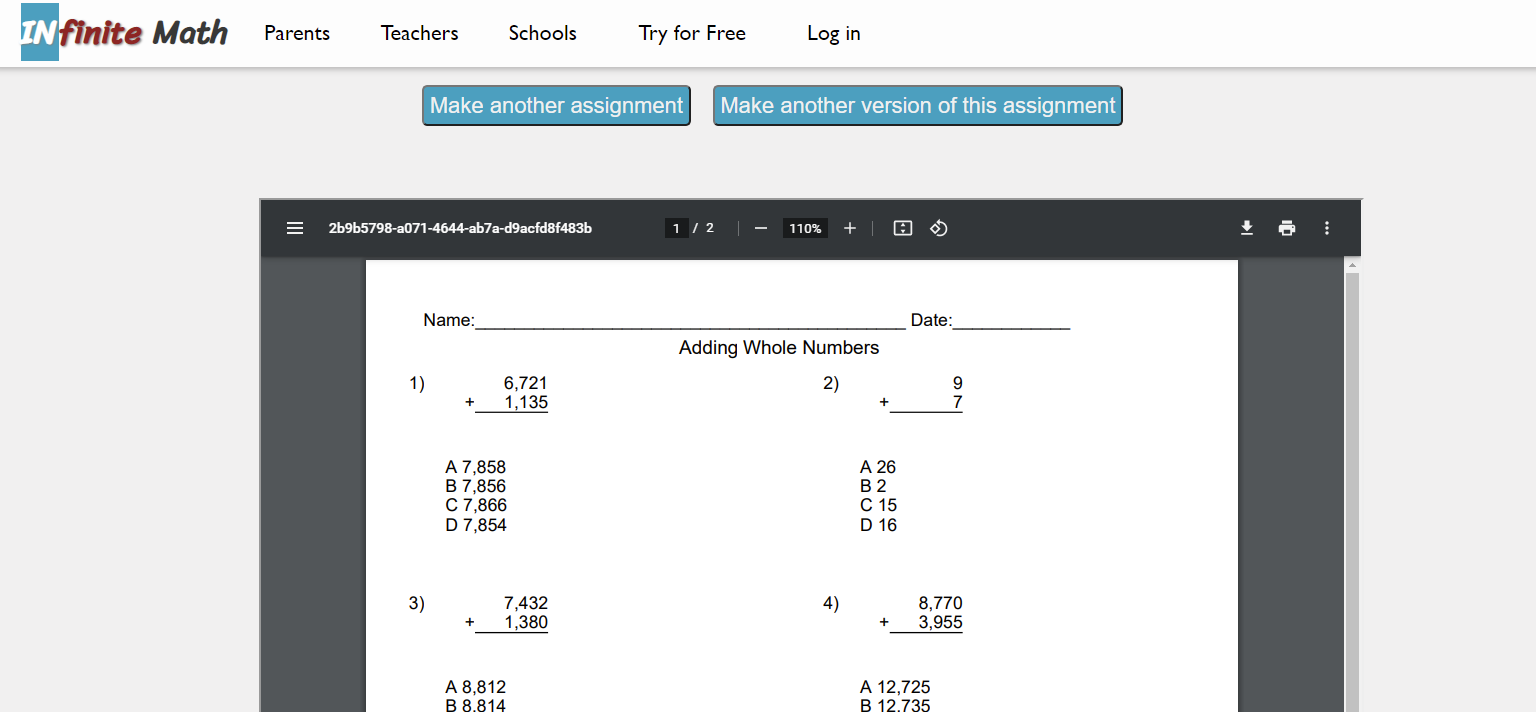 INfinite Math Parents Teachers Schools Try for Free Log in
Make another assignment Make another version of this assignment
2b9b5798-a071-4644-ab7a-d9acfd8f483b 1 / 2 110%
Name: Date:
Adding Whole Numbers
1) 6,721 2) 9
+ 1,135 + 7
A 7,858 A 26
B 7,856 B 2
C 7,866 C 15
D 7,854 D 16
3) 7,432 4) 8,770
+ 1,380 + 3,955
A 8,812 A 12,725
B 8,814 B 12,735